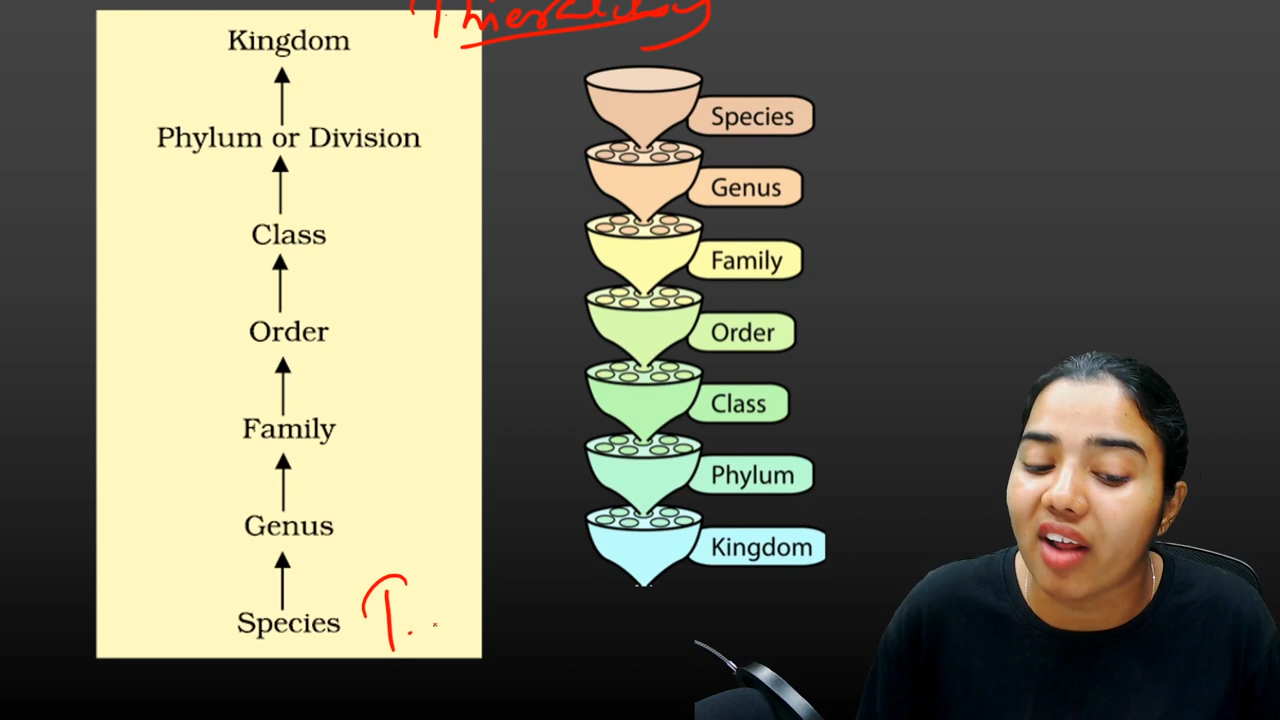 Kingdom
Phylum or Division
Class
Order
Family
Genus
Species
T.
Species
Genus
Family
Order
Class
Phylum
Kingdom